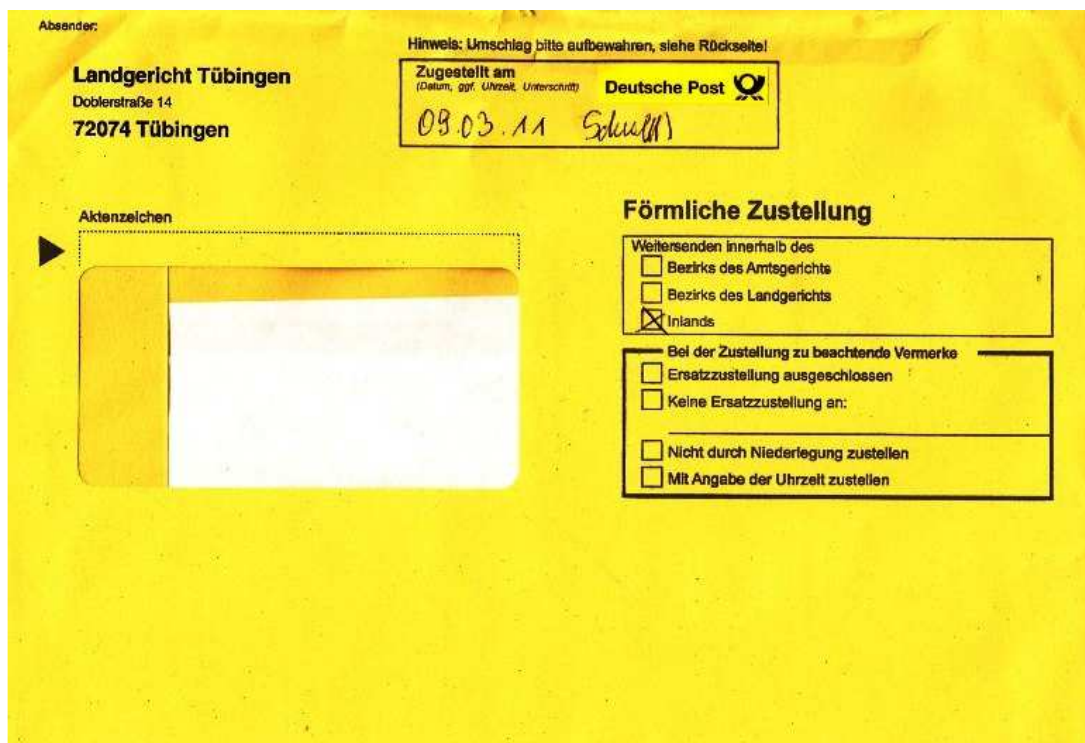 Absender:
Hinweis: Umschlag bitte aufbewahren, siehe Rückseite!
Landgericht Tübingen
Doblerstraße 14
72074 Tübingen
Zugestellt am
(Datum, ggf. Uhrzeit, Unterschrift)
Deutsche Post
09.03.11
Aktenzeichen
Förmliche Zustellung
Weitersenden innerhalb des
Bezirks des Amtsgerichts
Bezirks des Landgerichts
Inlands
Bei der Zustellung zu beachtende Vermerke
Ersatzzustellung ausgeschlossen
Keine Ersatzzustellung an:
Nicht durch Niederlegung zustellen
Mit Angabe der Uhrzeit zustellen